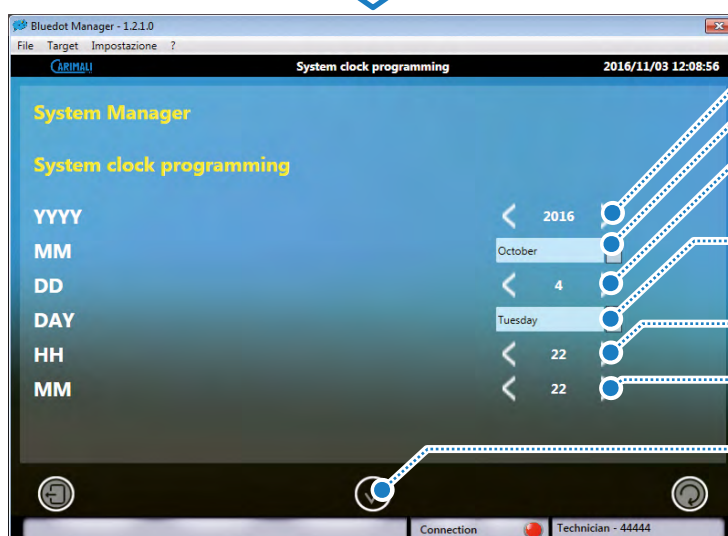 Bluedot Manager - 1.2.1.0
File Target Impostazione ?
CARIMALI System clock programming 2016/11/03 12:08:56
System Manager
System clock programming
YYYY 2016
MM October
DD 4
DAY Tuesday
HH 22
MM 22
Connection Technician - 44444